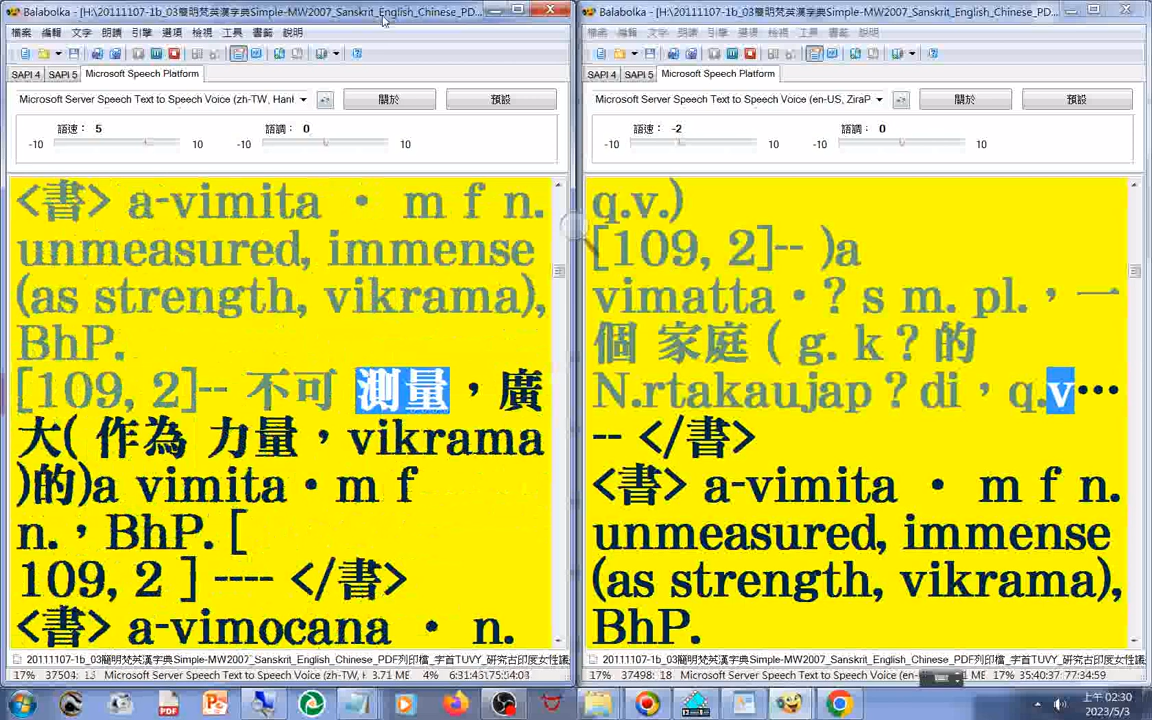 Balabolka - [H:\20111107-1b_03簡明梵英漢字典Simple-MW2007_Sanskrit_English_Chinese_PD...
檔案 編輯 文字 朗讀 引擎 選項 檢視 工具 書籤 說明
SAPI 4 SAPI 5 Microsoft Speech Platform
Microsoft Server Speech Text to Speech Voice (zh-TW, Hanl
關於 預設
語速： 5 語調： 0
-10 10 -10 10
<書> a-vimita • m f n.
unmeasured, immense
(as strength, vikrama),
BhP.
[109, 2]-- 不可 測量，廣
大( 作為 力量，vikrama
)的)a vimita•m f
n.，BhP. [
109, 2 ] ---- </書>
<書> a-vimocana • n.
20111107-1b_03簡明梵英漢字典Simple-MW2007_Sanskrit_English_Chinese_PDF列印檔_字首TUVY_研究古印度女性議
17% 37504: 13 Microsoft Server Speech Text to Speech Voice (zh-TW, H 3.71 ME 4% 6:31:45\75:54:03
Balabolka - [H:\20111107-1b_03簡明梵英漢字典Simple-MW2007_Sanskrit_English_Chinese_PD...
檔案 編輯 文字 朗讀 引擎 選項 檢視 工具 書籤 說明
SAPI 4 SAPI 5 Microsoft Speech Platform
Microsoft Server Speech Text to Speech Voice (en-US, ZiraP
關於 預設
語速： -2 語調： 0
-10 10 -10 10
q.v.)
[109, 2]-- )a
vimatta•? s m. pl.，一
個 家庭 ( g. k？的
N.rtakaujap？di，q.v…
-- </書>
<書> a-vimita • m f n.
unmeasured, immense
(as strength, vikrama),
BhP.
20111107-1b_03簡明梵英漢字典Simple-MW2007_Sanskrit_English_Chinese_PDF列印檔_字首TUVY_研究古印度女性議
17% 37498: 18 Microsoft Server Speech Text to Speech Voice 1 ME 17% 35:40:37\77:34:59
上午 02:30
2023/5/3